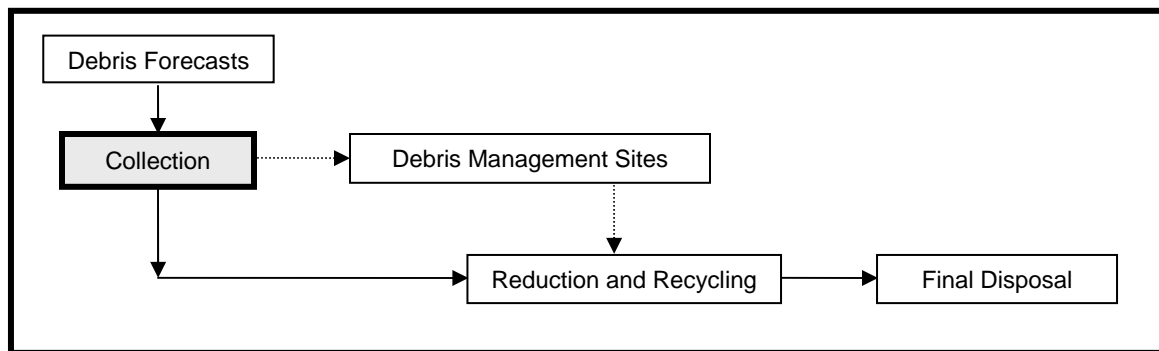 Debris Forecasts
Collection
Debris Management Sites
Reduction and Recycling
Final Disposal